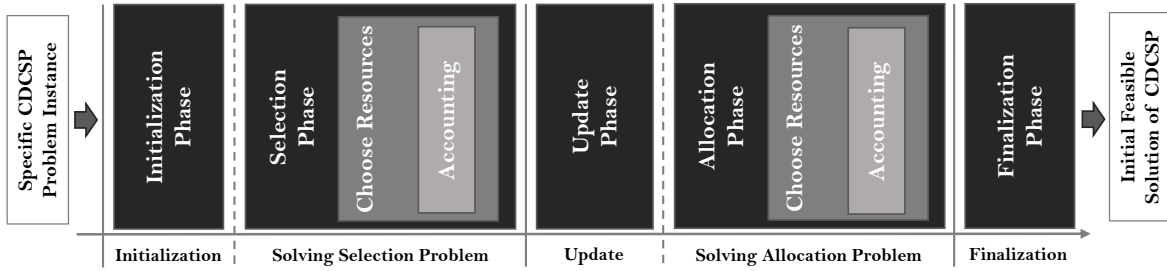 Specific CDCSP
Problem Instance
Initialization
Phase
Selection
Phase
Choose Resources
Accounting
Update
Phase
Allocation
Phase
Choose Resources
Accounting
Finalization
Phase
Initial Feasible
Solution of CDCSP
Initialization
Solving Selection Problem
Update
Solving Allocation Problem
Finalization